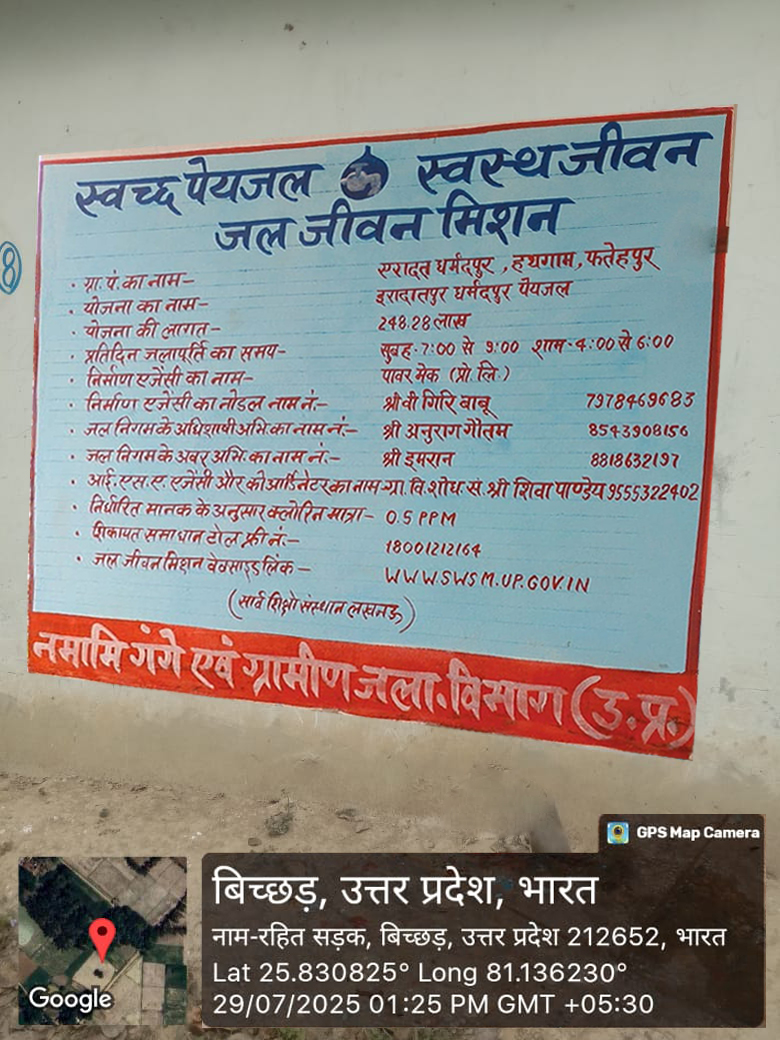 स्वच्छ पेयजल स्वस्थ जीवन
जल जीवन मिशन
8
• ग्रा.पं.का नाम- एरादत धर्मदपुर, हथगाम, फतेहपुर
• योजना का नाम- इरादातपुर धर्मदपुर पेयजल
• योजना की लागत- 248.28 लाख
• प्रतिदिन जलापूर्ति का समय- सुबह-7:00 से 9:00 शाम-4:00 से 6:00
• निर्माण एजेंसी का नाम- पावर मेक (प्रो.लि.)
• निर्माण एजेंसी का नोडल नाम नं.- श्री वी गिरि बाबू 7978469683
• जल निगम के अधिशाषी अभि.का नाम नं.- श्री अनुराग गौतम 8543908156
• जल निगम के अवर अभि.का नाम नं.- श्री इमरान 8818632197
• आई.एस.ए. एजेंसी और कोआर्डिनेटर का नाम-ग्रा.वि.शोध सं. श्री शिवा पाण्डेय 9555322402
• निर्धारित मानक के अनुसार क्लोरिन मात्रा- 0.5 PPM
• शिकायत समाधान टोल फ्री नं.- 18001212164
• जल जीवन मिशन वेबसाइड लिंक- WWW.SWSM.UP.GOV.IN
(सार्व शिक्षो संस्थान लखनऊ)
नमामि गंगे एवं ग्रामीण जला. विभाग (उ.प्र.)
GPS Map Camera
बिच्छड़, उत्तर प्रदेश, भारत
नाम-रहित सड़क, बिच्छड़, उत्तर प्रदेश 212652, भारत
Lat 25.830825° Long 81.136230°
29/07/2025 01:25 PM GMT +05:30
Google